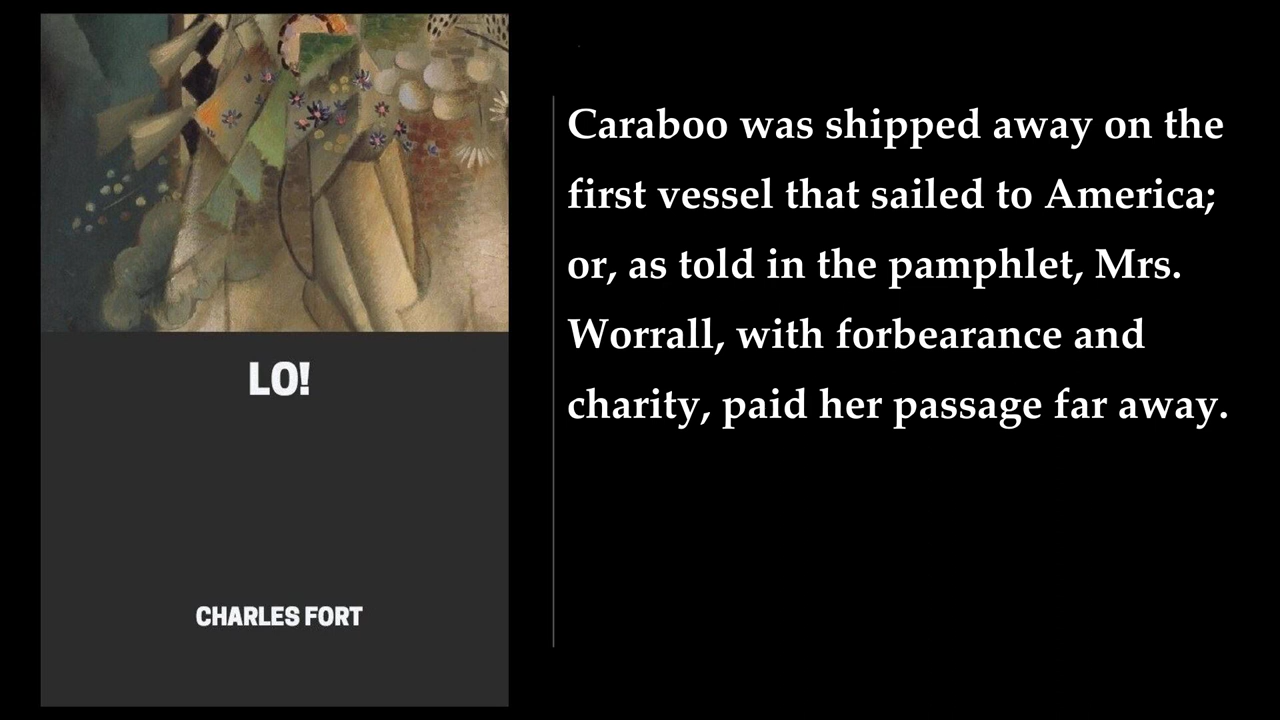 LO!
CHARLES FORT
Caraboo was shipped away on the
first vessel that sailed to America;
or, as told in the pamphlet, Mrs.
Worrall, with forbearance and
charity, paid her passage far away.